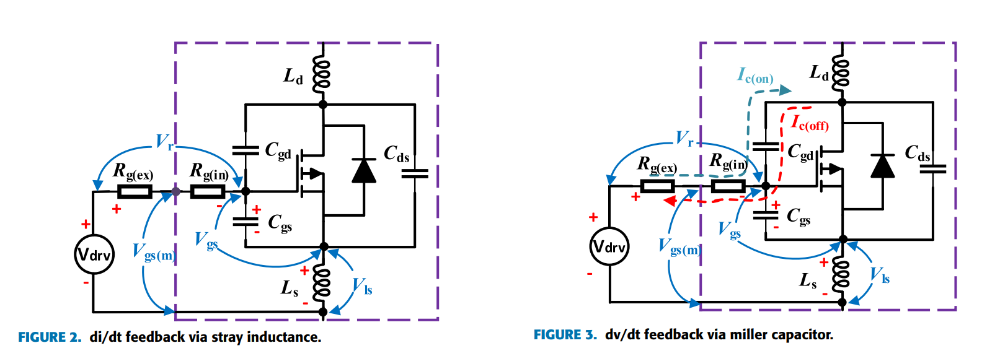 Ld
Cgd
Cds
Vr
Rg(ex)
Rg(in)
+
-
+
-
Cgs
+
Vdrv
-
Vgs(m)
Vgs
+
Ls
-
Vls
FIGURE 2. di/dt feedback via stray inductance.
Ic(on)
Ld
Ic(off)
Vr
Rg(ex)
Rg(in)
Cgd
Cds
+
-
+
-
Cgs
+
Vdrv
-
Vgs(m)
Vgs
+
Ls
-
Vls
FIGURE 3. dv/dt feedback via miller capacitor.